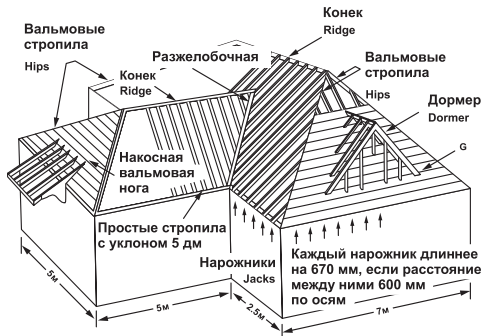 Вальмовые
стропила
Hips
Конек
Ridge
Разжелобочная
Конек
Ridge
Вальмовые
стропила
Hips
Дормер
Dormer
G
Накосная
вальмовая
нога
Простые стропила
с уклоном 5 дм
Нарожники
Jacks
Каждый нарожник длиннее
на 670 мм, если расстояние
между ними 600 мм
по осям
5м
5м
2.5м
7м